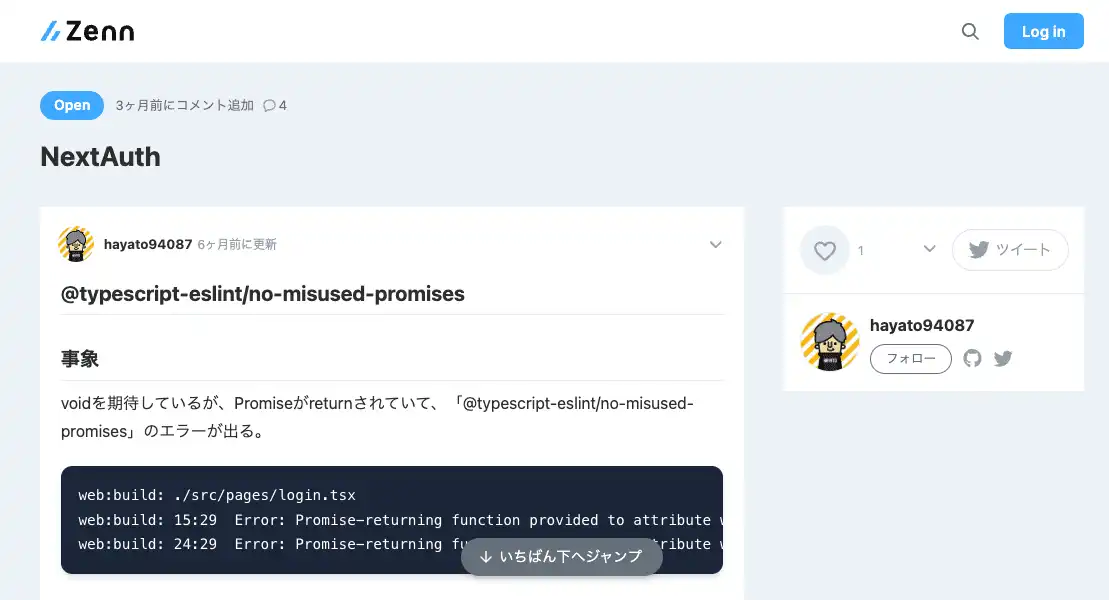 Zenn
Log in
Open 3ヶ月前にコメント追加 4
NextAuth
hayato94087 6ヶ月前に更新
@typescript-eslint/no-misused-promises
事象
voidを期待しているが、Promiseがreturnされていて、「@typescript-eslint/no-misused-
promises」のエラーが出る。
web:build: ./src/pages/login.tsx
web:build: 15:29 Error: Promise-returning function provided to attribute
web:build: 24:29 Error: Promise-returning
いちばん下へジャンプ
1
ツイート
hayato94087
フォロー